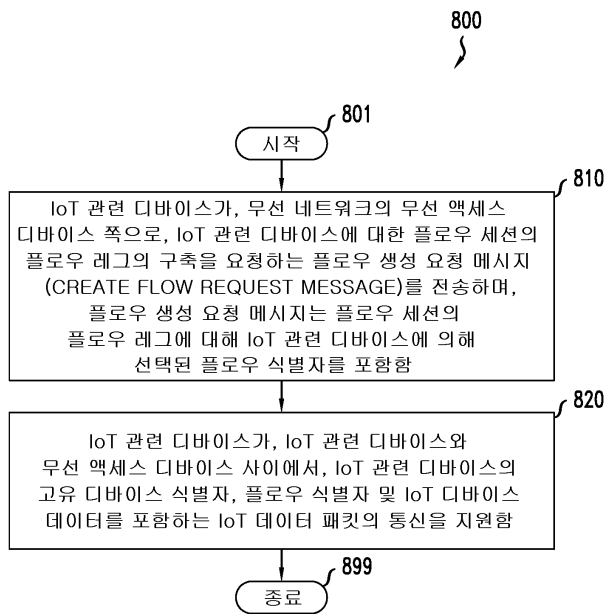 800
801
시작
810
IoT 관련 디바이스가, 무선 네트워크의 무선 액세스
디바이스 쪽으로, IoT 관련 디바이스에 대한 플로우 세션의
플로우 레그의 구축을 요청하는 플로우 생성 요청 메시지
(CREATE FLOW REQUEST MESSAGE)를 전송하며,
플로우 생성 요청 메시지는 플로우 세션의
플로우 레그에 대해 IoT 관련 디바이스에 의해
선택된 플로우 식별자를 포함함
820
IoT 관련 디바이스가, IoT 관련 디바이스와
무선 액세스 디바이스 사이에서, IoT 관련 디바이스의
고유 디바이스 식별자, 플로우 식별자 및 IoT 디바이스
데이터를 포함하는 IoT 데이터 패킷의 통신을 지원함
899
종료